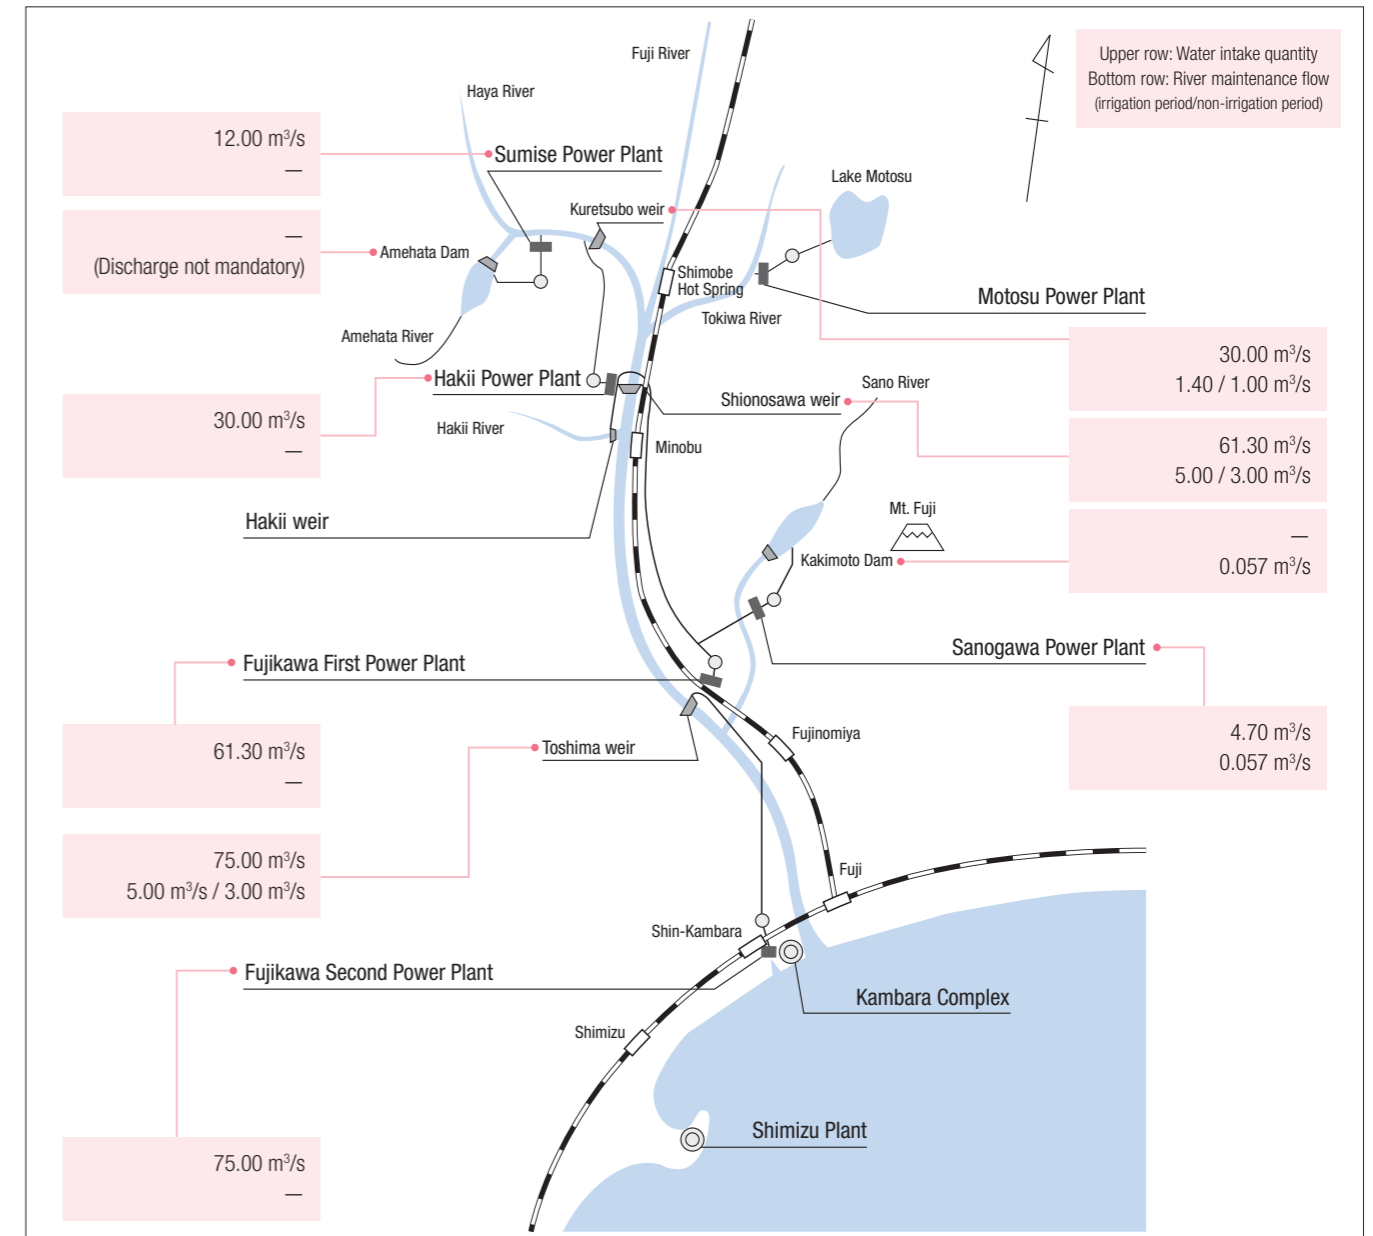 Upper row: Water intake quantity
Bottom row: River maintenance flow
(irrigation period/non-irrigation period)
Fuji River
Haya River
12.00 m³/s
—
Sumise Power Plant
Lake Motosu
Kuretsubo weir
—
(Discharge not mandatory)
Amehata Dam
Shimobe
Hot Spring
Motosu Power Plant
Tokiwa River
Amehata River
30.00 m³/s
1.40 / 1.00 m³/s
Hakii Power Plant
Sano River
Shionosawa weir
30.00 m³/s
—
Hakii River
Minobu
61.30 m³/s
5.00 / 3.00 m³/s
Mt. Fuji
Hakii weir
Kakimoto Dam
—
0.057 m³/s
Sanogawa Power Plant
Fujikawa First Power Plant
4.70 m³/s
0.057 m³/s
61.30 m³/s
—
Toshima weir
Fujinomiya
75.00 m³/s
5.00 m³/s / 3.00 m³/s
Fuji
Shin-Kambara
Fujikawa Second Power Plant
Kambara Complex
Shimizu
Shimizu Plant
75.00 m³/s
—